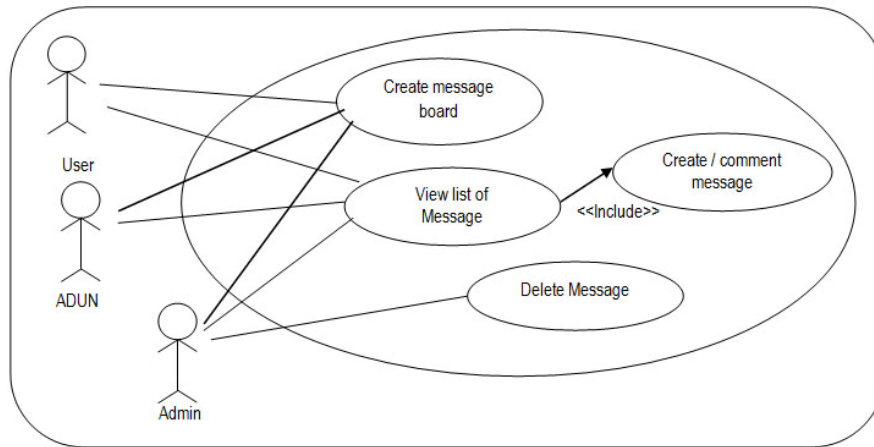 Create message
board
User
View list of
Message
Create / comment
message
<<Include>>
ADUN
Delete Message
Admin